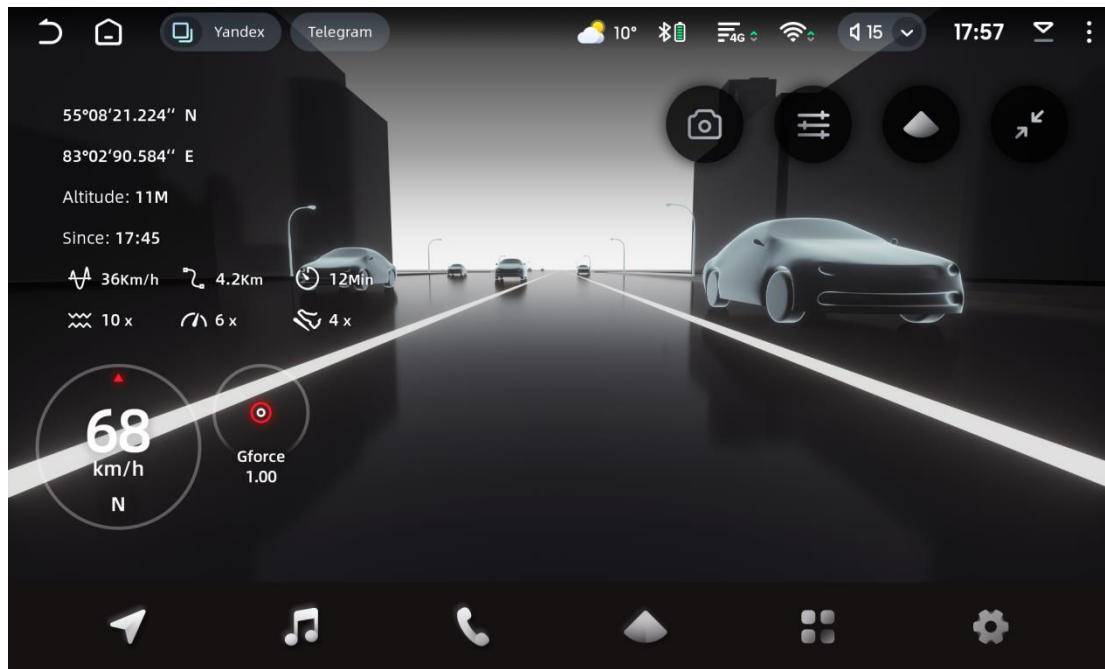 Yandex Telegram 10° 4G 15 17:57
55°08'21.224'' N
83°02'90.584'' E
Altitude: 11M
Since: 17:45
36Km/h 4.2Km 12Min
10 x 6 x 4 x
68
km/h
N
Gforce
1.00